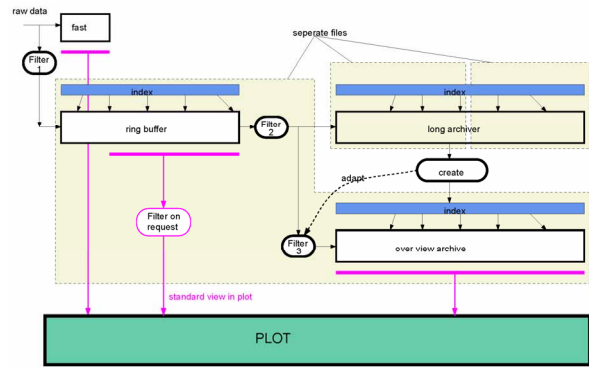 raw data
fast
seperate files
Filter
1
index
index
ring buffer
Filter
2
long archiver
adapt
create
Filter on
request
index
Filter
3
over view archive
standard view in plot
PLOT